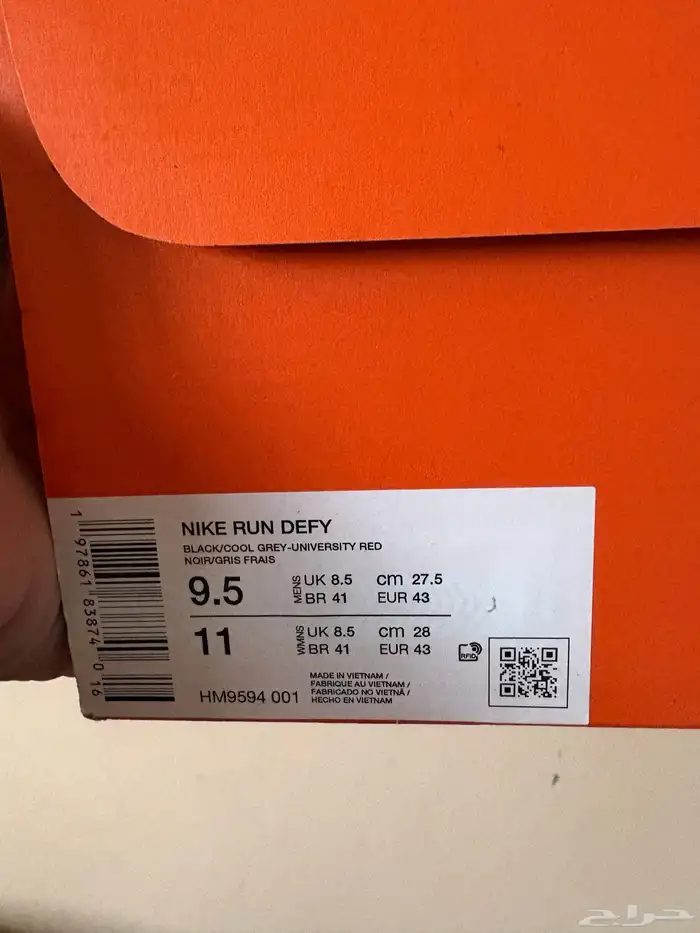 NIKE RUN DEFY
BLACK/COOL GREY-UNIVERSITY RED
NOIR/GRIS FRAIS
9.5 MENS UK 8.5 cm 27.5
BR 41 EUR 43
11 WMNS UK 8.5 cm 28
BR 41 EUR 43
RFID
MADE IN VIETNAM /
FABRIQUE AU VIETNAM /
FABRICADO NO VIETNÃ /
HECHO EN VIETNAM
HM9594 001
1 97861 83874 0 16
حراج